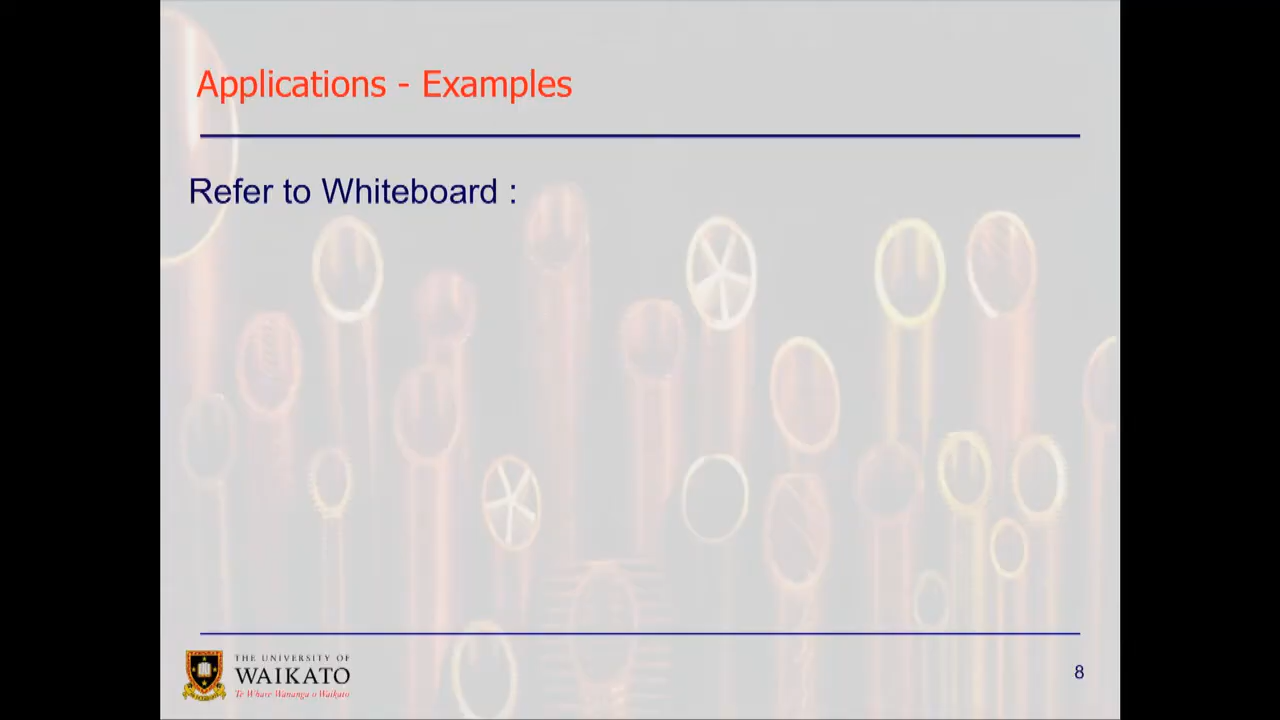 Applications - Examples
Refer to Whiteboard :
THE UNIVERSITY OF
WAIKATO
Te Whare Wānanga o Waikato
8